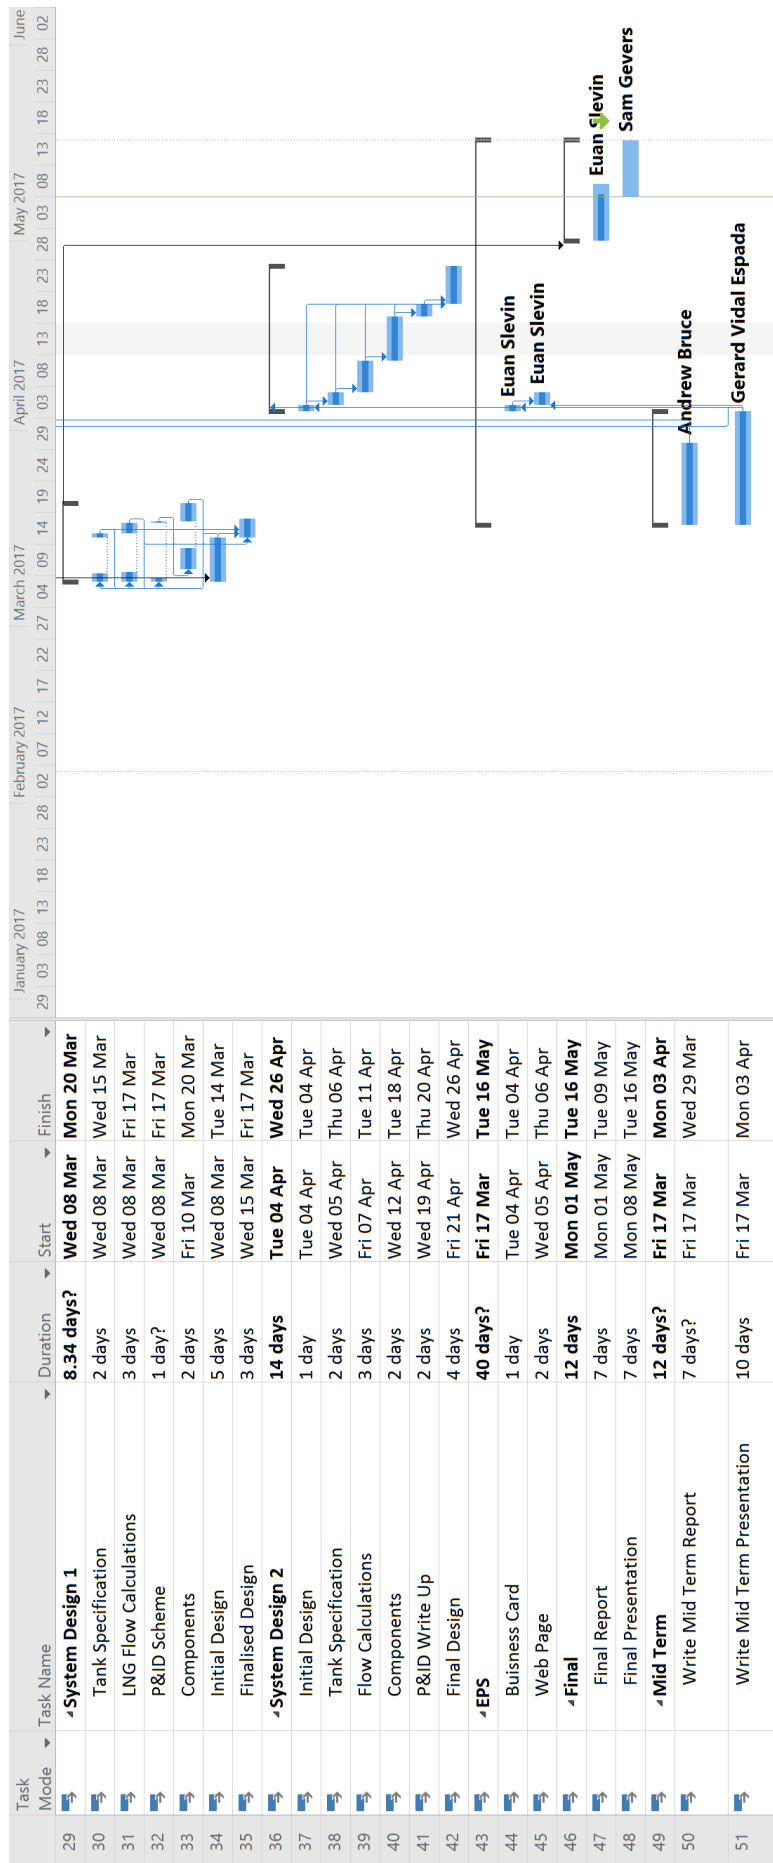 Task Mode Task Name Duration Start Finish
29 System Design 1 8.34 days? Wed 08 Mar Mon 20 Mar
30 Tank Specification 2 days Wed 08 Mar Wed 15 Mar
31 LNG Flow Calculations 3 days Wed 08 Mar Fri 17 Mar
32 P&ID Scheme 1 day? Wed 08 Mar Fri 17 Mar
33 Components 2 days Fri 10 Mar Mon 20 Mar
34 Initial Design 5 days Wed 08 Mar Tue 14 Mar
35 Finalised Design 3 days Wed 15 Mar Fri 17 Mar
36 System Design 2 14 days Tue 04 Apr Wed 26 Apr
37 Initial Design 1 day Tue 04 Apr Tue 04 Apr
38 Tank Specification 2 days Wed 05 Apr Thu 06 Apr
39 Flow Calculations 3 days Fri 07 Apr Tue 11 Apr
40 Components 2 days Wed 12 Apr Tue 18 Apr
41 P&ID Write Up 2 days Wed 19 Apr Thu 20 Apr
42 Final Design 4 days Fri 21 Apr Wed 26 Apr
43 EPS 40 days? Fri 17 Mar Tue 16 May
44 Buisness Card 1 day Tue 04 Apr Tue 04 Apr
45 Web Page 2 days Wed 05 Apr Thu 06 Apr
46 Final 12 days Mon 01 May Tue 16 May
47 Final Report 7 days Mon 01 May Tue 09 May
48 Final Presentation 7 days Mon 08 May Tue 16 May
49 Mid Term 12 days? Fri 17 Mar Mon 03 Apr
50 Write Mid Term Report 7 days? Fri 17 Mar Wed 29 Mar
51 Write Mid Term Presentation 10 days Fri 17 Mar Mon 03 Apr
January 2017 February 2017 March 2017 April 2017 May 2017 June
29 03 08 13 18 23 28 02 07 12 17 22 27 04 09 14 19 24 29 03 08 13 18 23 28 03 08 13 18 23 28 02
Euan Slevin
Euan Slevin
Euan Slevin
Sam Gevers
Andrew Bruce
Gerard Vidal Espada